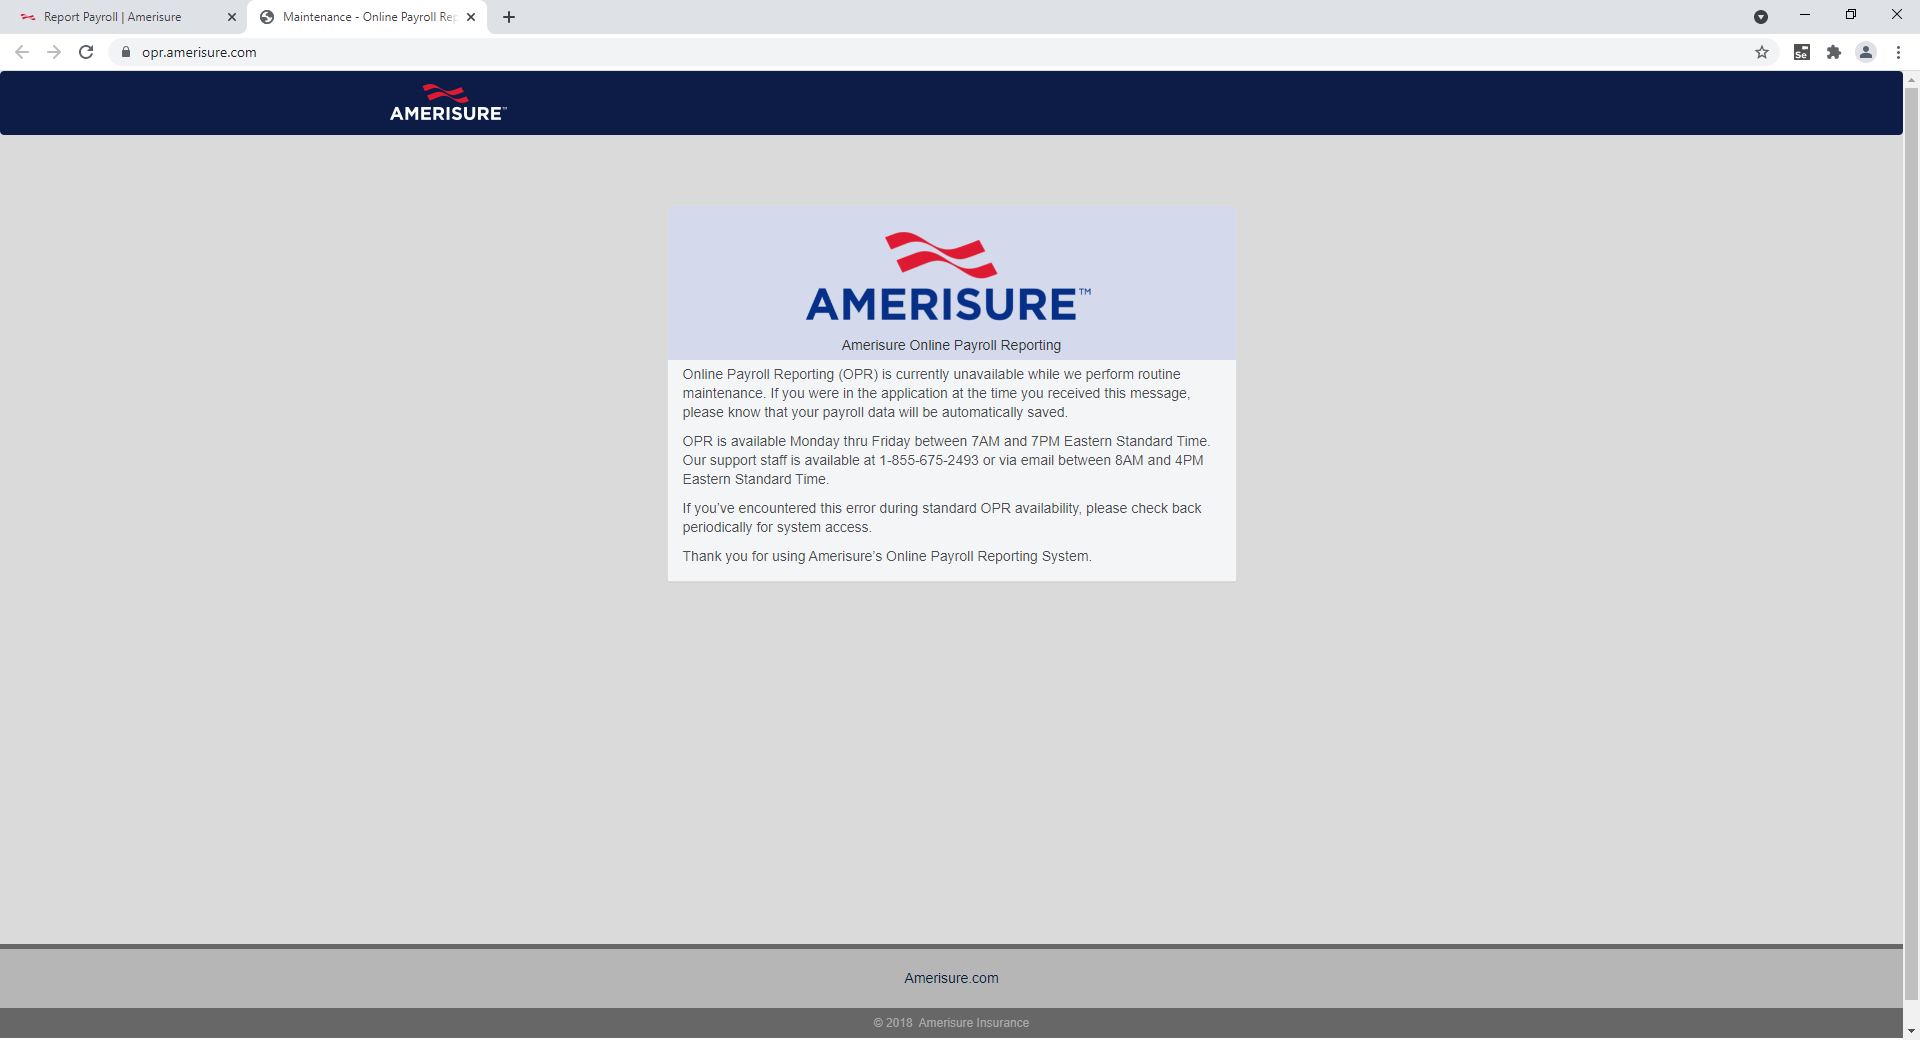 Report Payroll | Amerisure
Maintenance - Online Payroll Rep
opr.amerisure.com
Se
AMERISURE™
AMERISURE™
Amerisure Online Payroll Reporting
Online Payroll Reporting (OPR) is currently unavailable while we perform routine
maintenance. If you were in the application at the time you received this message,
please know that your payroll data will be automatically saved.
OPR is available Monday thru Friday between 7AM and 7PM Eastern Standard Time.
Our support staff is available at 1-855-675-2493 or via email between 8AM and 4PM
Eastern Standard Time.
If you’ve encountered this error during standard OPR availability, please check back
periodically for system access.
Thank you for using Amerisure’s Online Payroll Reporting System.
Amerisure.com
© 2018 Amerisure Insurance